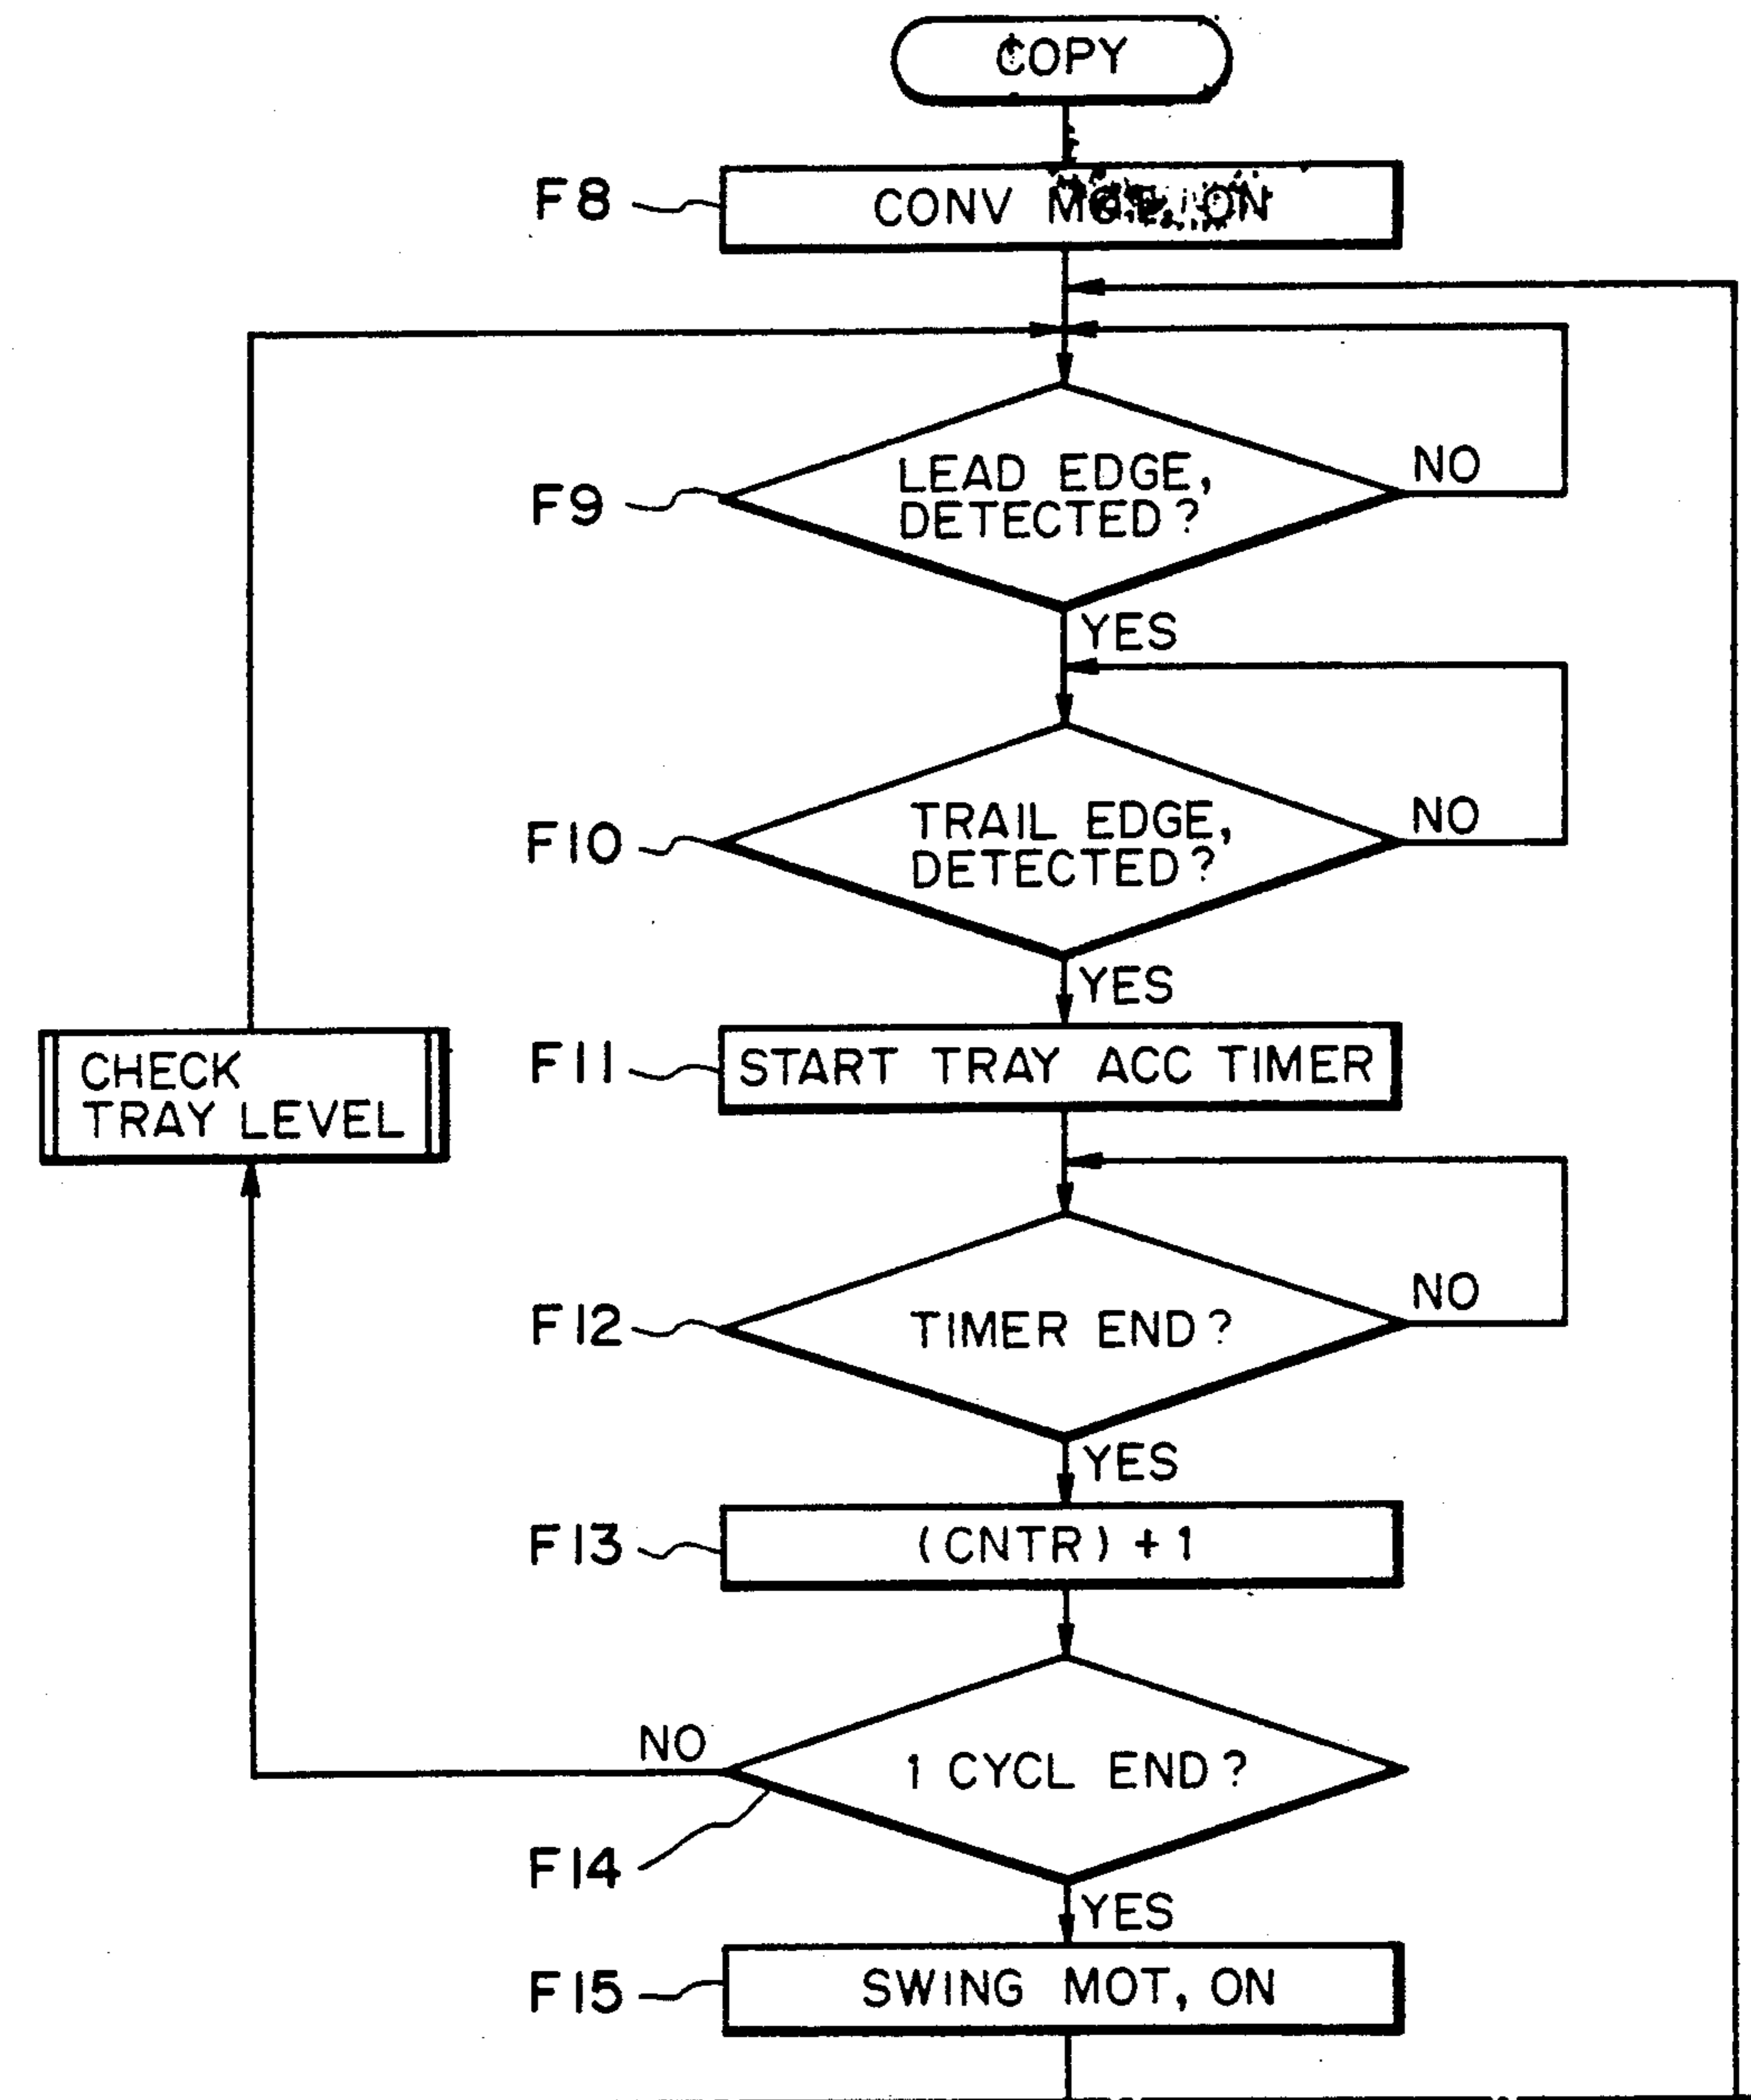 COPY
F8
CONV MOT, ON
LEAD EDGE,
DETECTED?
NO
F9
YES
TRAIL EDGE,
DETECTED?
NO
F10
YES
CHECK
TRAY LEVEL
F11
START TRAY ACC TIMER
NO
F12
TIMER END?
YES
F13
(CNTR) + 1
NO
1 CYCL END?
F14
YES
F15
SWING MOT, ON